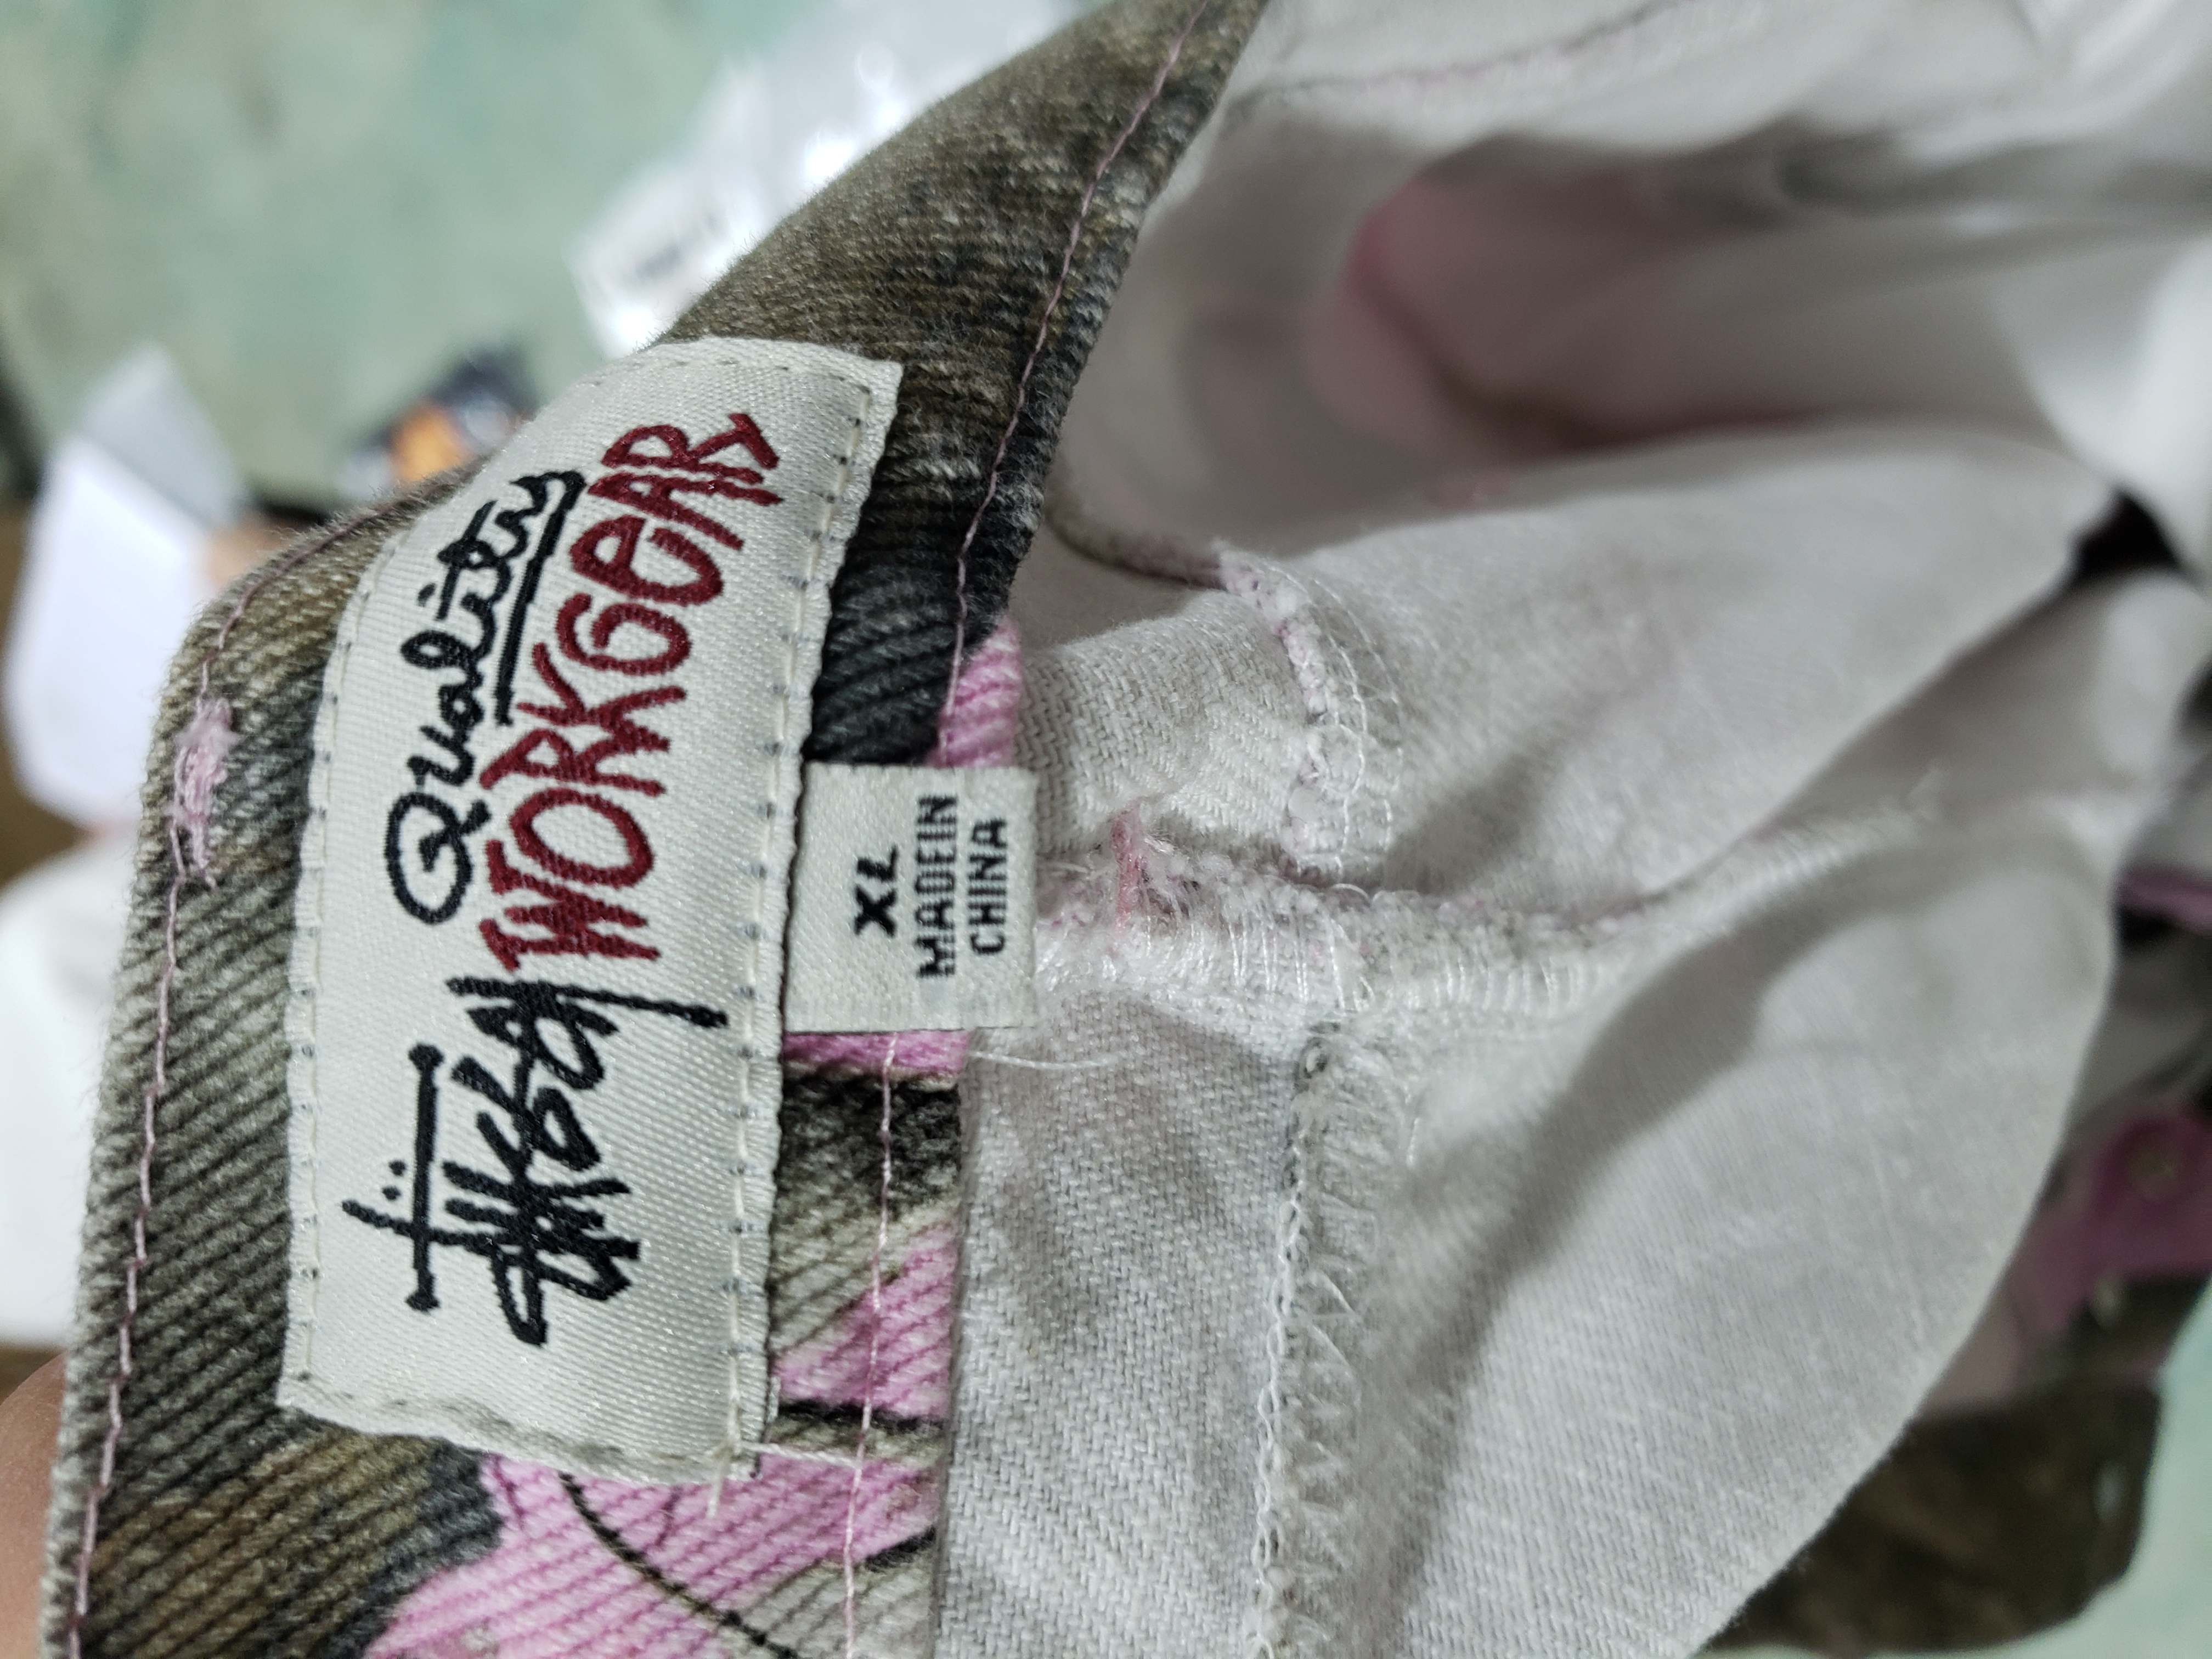 Stüssy Quality
WORKGEAR
XL
MADE IN
CHINA